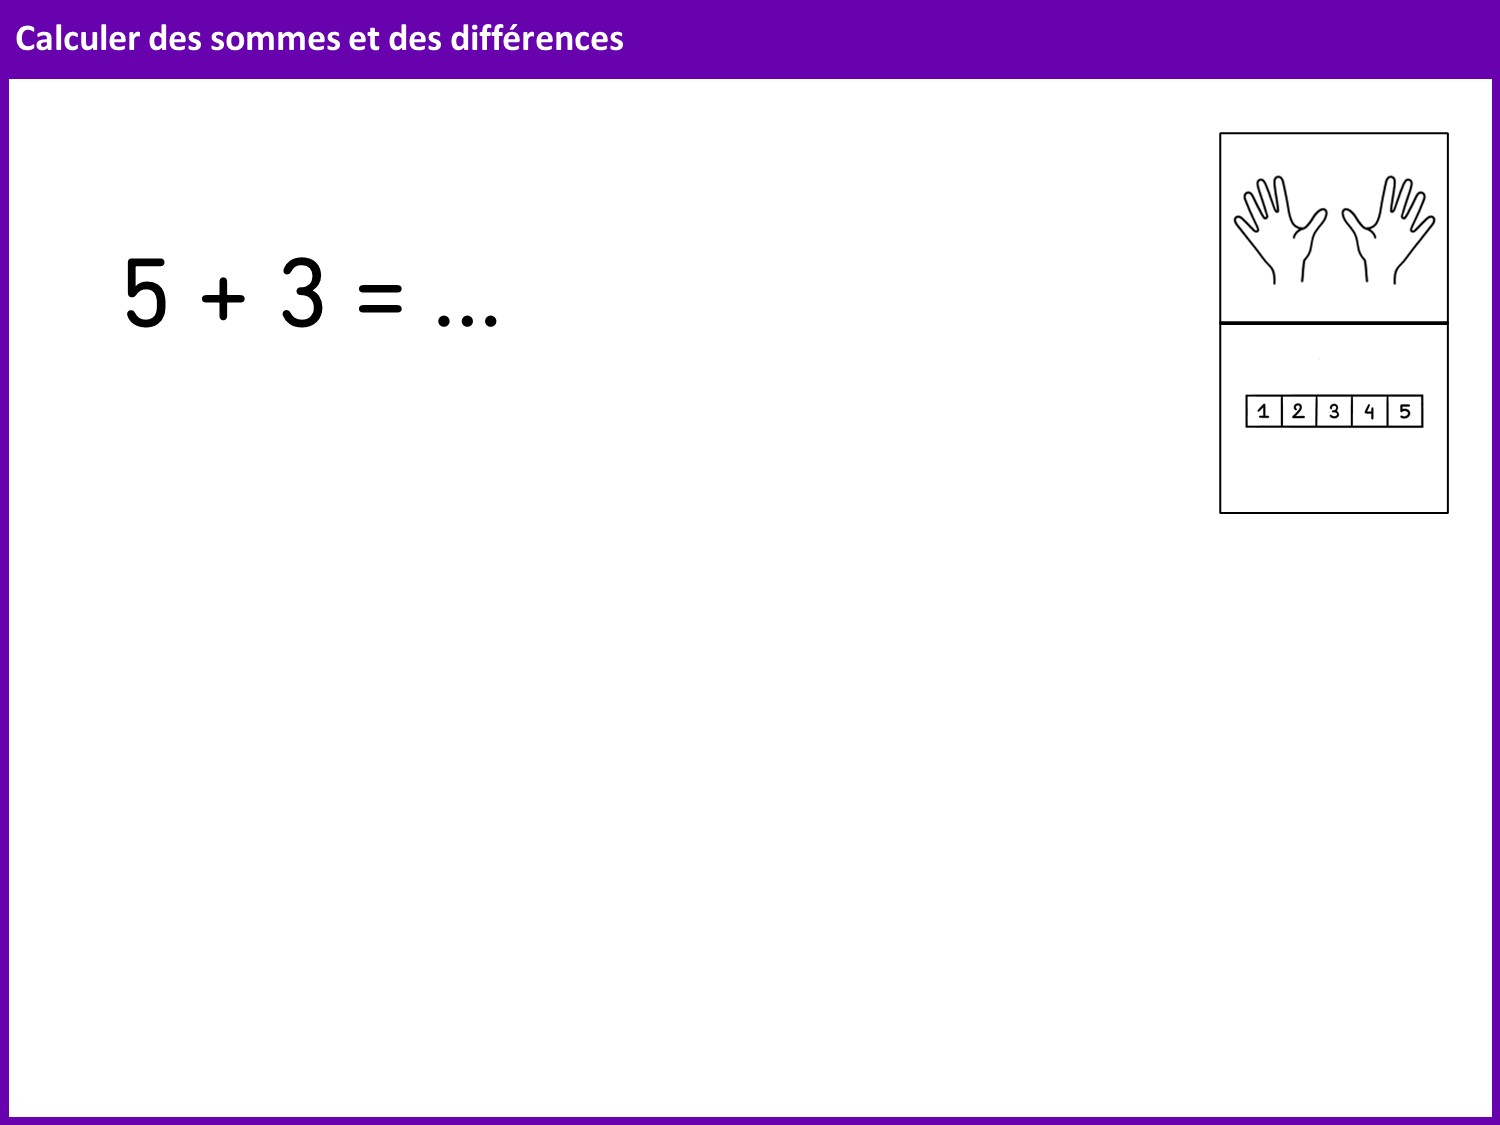 Calculer des sommes et des différences
5 + 3 = ...
1 2 3 4 5